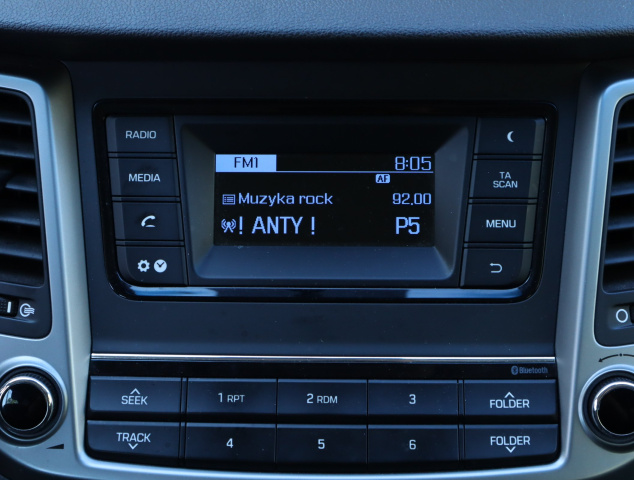 RADIO
MEDIA
FM1 8:05
AF
Muzyka rock 92.00
! ANTY ! P5
TA
SCAN
MENU
Bluetooth
SEEK
1 RPT
2 RDM
3
FOLDER
TRACK
4
5
6
FOLDER